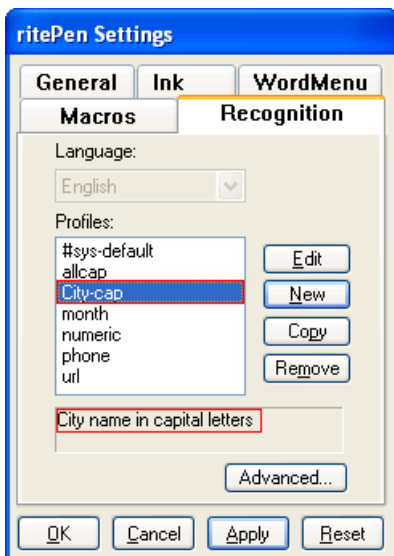 ritePen Settings
General Ink WordMenu
Macros Recognition
Language:
English
Profiles:
#sys-default
allcap
City-cap
month
numeric
phone
url
Edit
New
Copy
Remove
City name in capital letters
Advanced...
OK Cancel Apply Reset